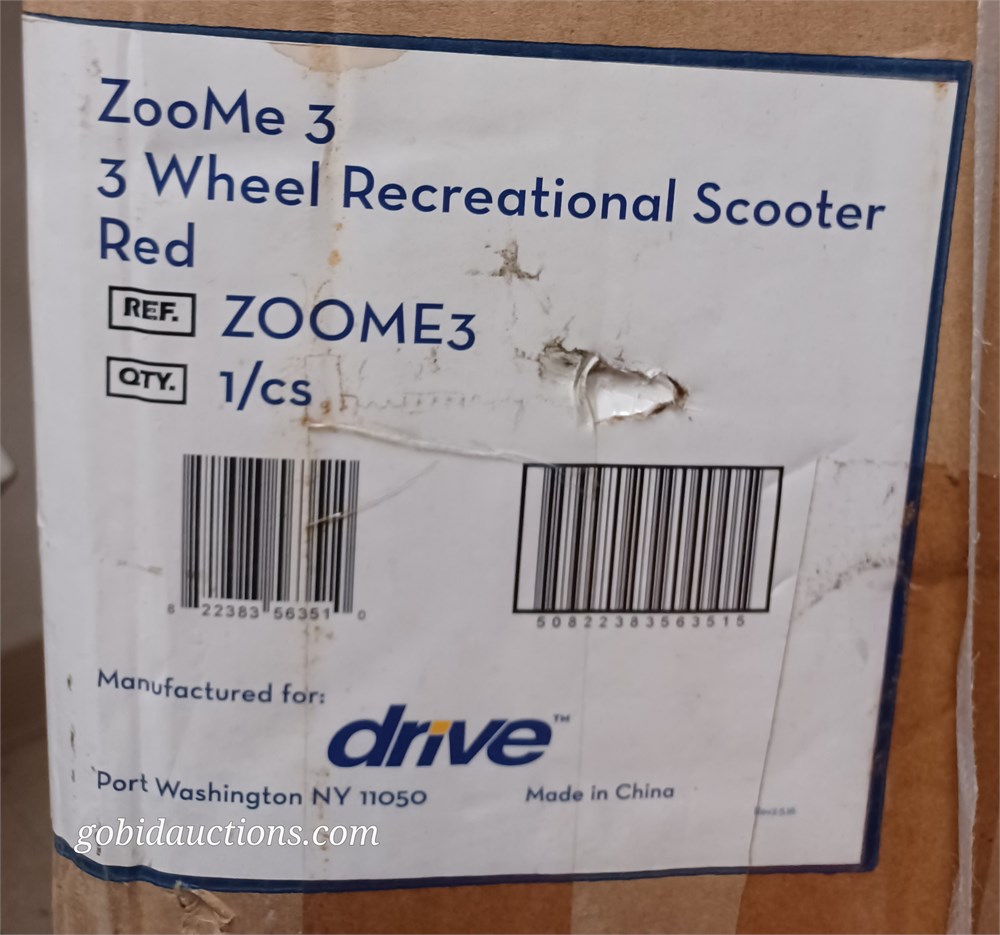 ZooMe 3
3 Wheel Recreational Scooter
Red
REF. ZOOME3
QTY. 1/cs
8 22383 56351 0
50822383563515
Manufactured for:
drive™
Port Washington NY 11050
Made in China
gobidauctions.com